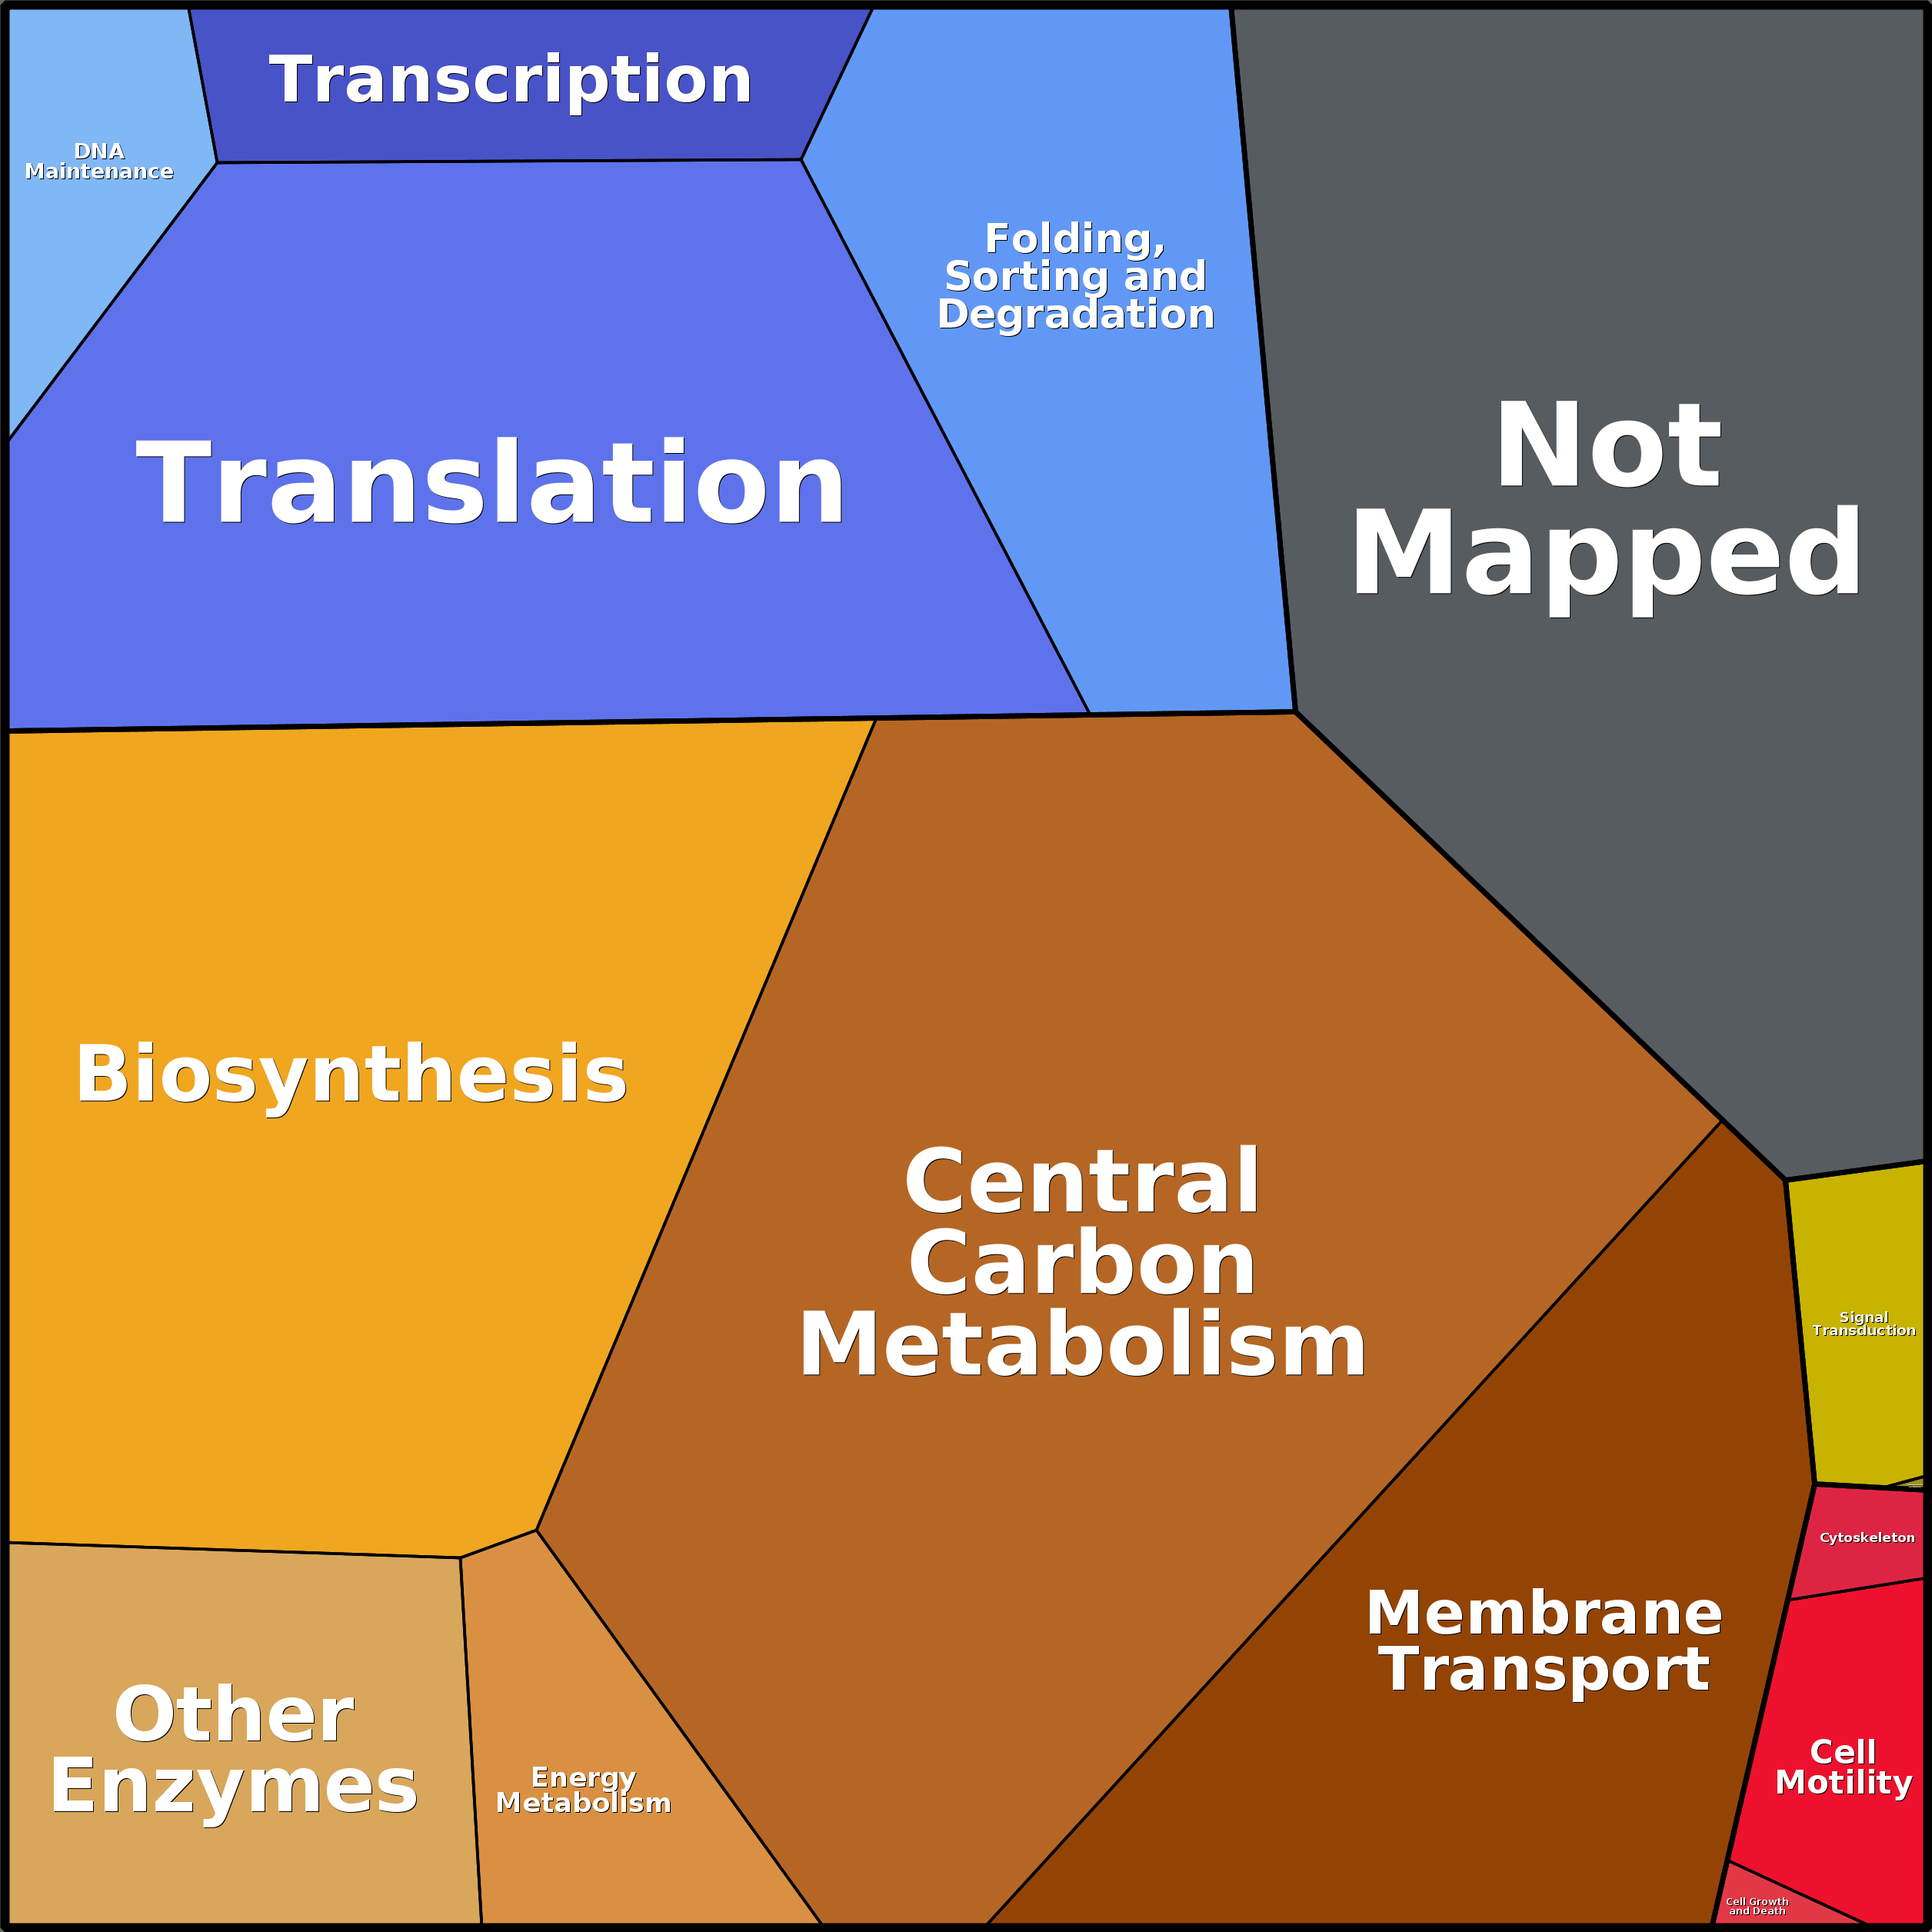 Transcription
DNA
Maintenance
Folding,
Sorting and
Degradation
Translation
Not
Mapped
Biosynthesis
Central
Carbon
Metabolism
Signal
Transduction
Cytoskeleton
Membrane
Transport
Other
Enzymes
Energy
Metabolism
Cell
Motility
Cell Growth
and Death